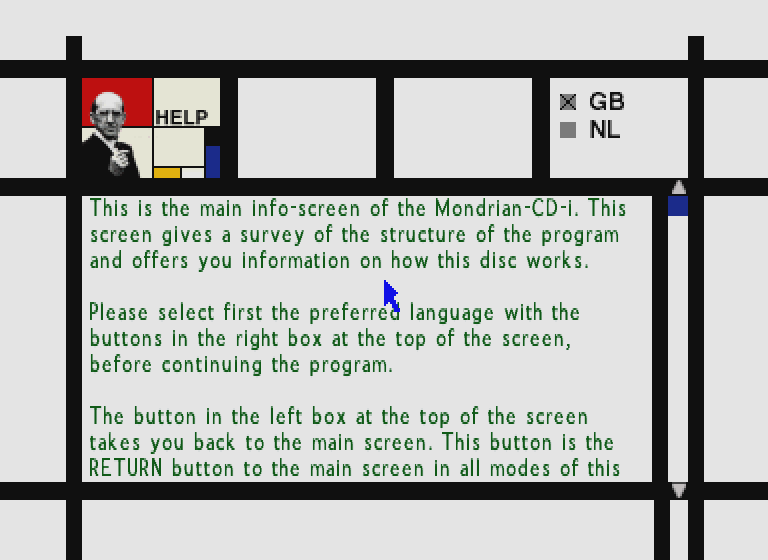 HELP
GB
NL
This is the main info-screen of the Mondrian-CD-i. This
screen gives a survey of the structure of the program
and offers you information on how this disc works.
Please select first the preferred language with the
buttons in the right box at the top of the screen,
before continuing the program.
The button in the left box at the top of the screen
takes you back to the main screen. This button is the
RETURN button to the main screen in all modes of this